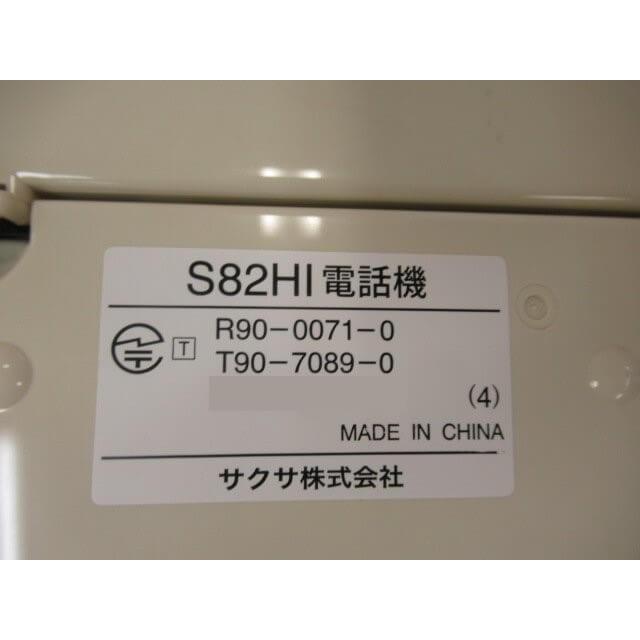 S82HI電話機
T R90-0071-0
T90-7089-0
(4)
MADE IN CHINA
サクサ株式会社